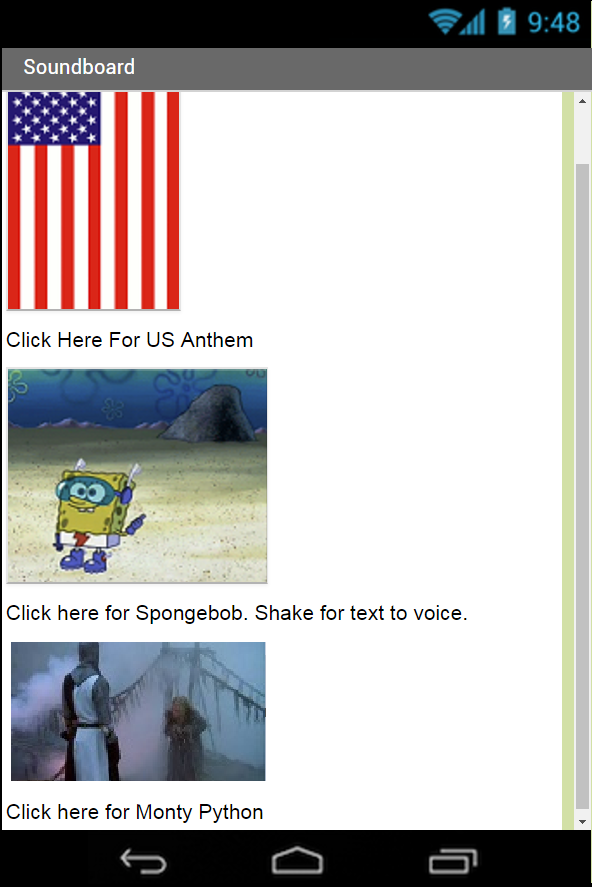 9:48
Soundboard
Click Here For US Anthem
Click here for Spongebob. Shake for text to voice.
Click here for Monty Python